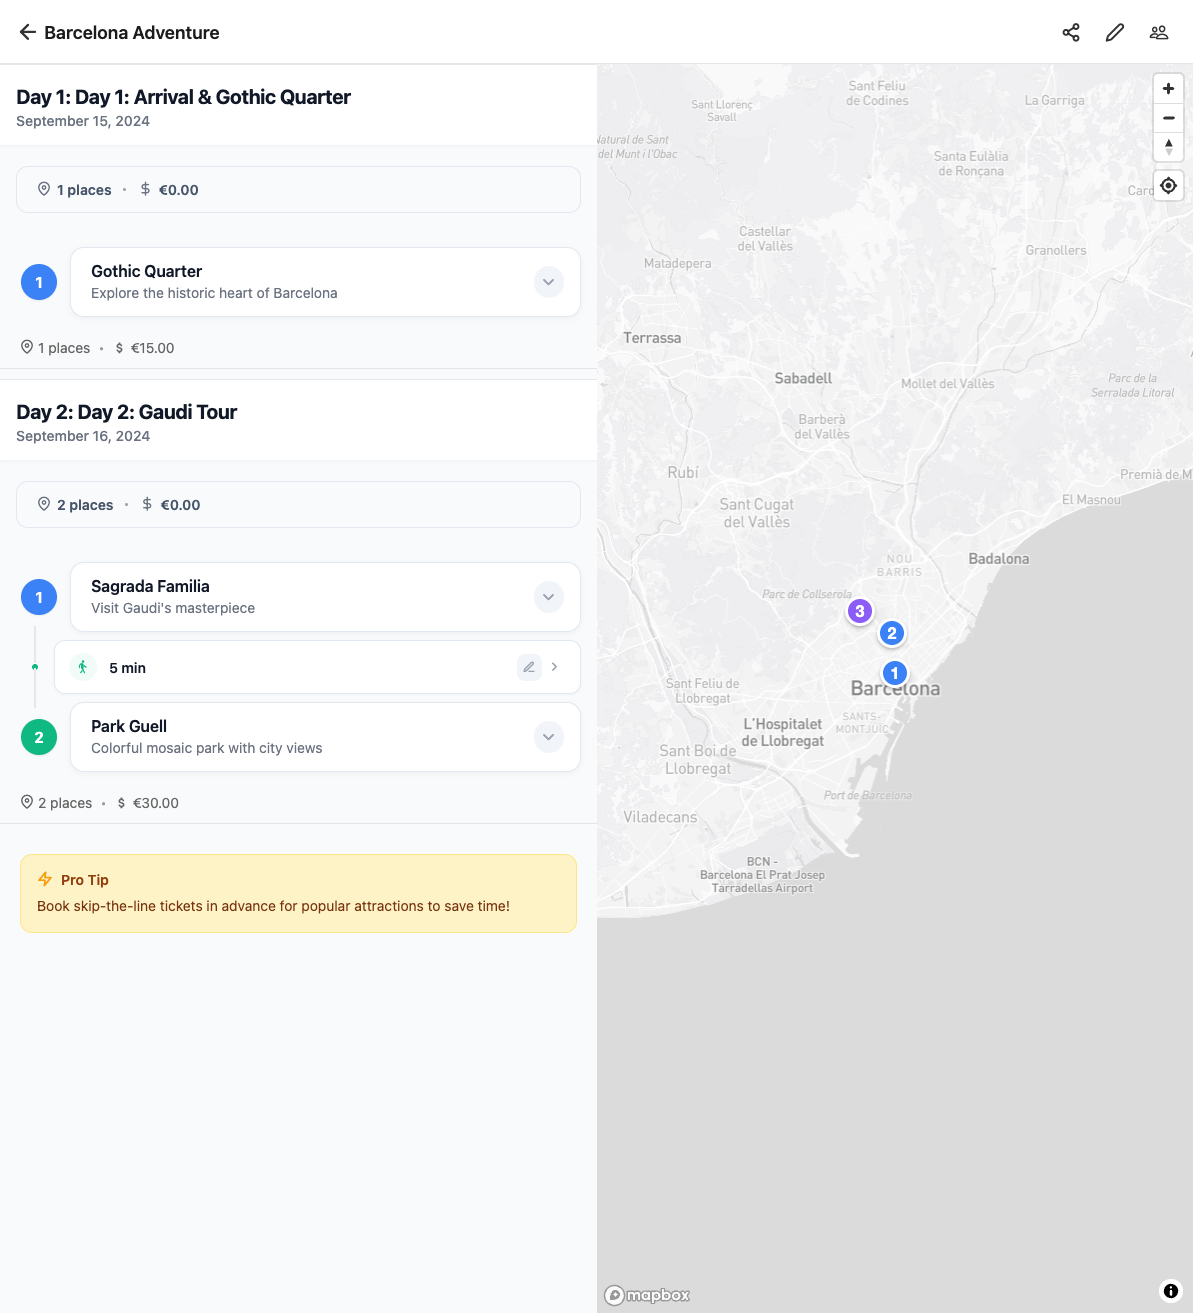 Barcelona Adventure
Day 1: Day 1: Arrival & Gothic Quarter
September 15, 2024
1 places • $ €0.00
1
Gothic Quarter
Explore the historic heart of Barcelona
1 places • $ €15.00
Day 2: Day 2: Gaudi Tour
September 16, 2024
2 places • $ €0.00
1
Sagrada Familia
Visit Gaudi's masterpiece
5 min
2
Park Guell
Colorful mosaic park with city views
2 places • $ €30.00
Pro Tip
Book skip-the-line tickets in advance for popular attractions to save time!
Sant Feliu
de Codines
Sant Llorenç
Savall
La Garriga
Natural de Sant
del Munt i l'Obac
Santa Eulàlia
de Ronçana
Castellar
del Vallès
Granollers
Matadepera
Terrassa
Sabadell
Mollet del Vallès
Parc de la
Serralada Litoral
Barberà
del Vallès
Rubí
Premià de M
Sant Cugat
del Vallès
El Masnou
NOU
BARRIS
Badalona
Parc de Collserola
3
2
1
Barcelona
Sant Feliu de
Llobregat
L'Hospitalet
de Llobregat
SANTS-
MONTJUÏC
Sant Boi de
Llobregat
Port de Barcelona
Viladecans
BCN -
Barcelona El Prat Josep
Tarradellas Airport
mapbox